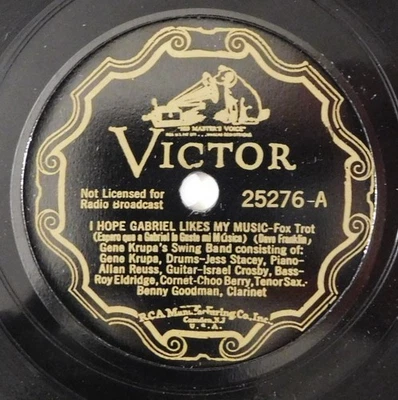 "HIS MASTER'S VOICE"
VICTOR
Not Licensed for
Radio Broadcast
25276-A
I HOPE GABRIEL LIKES MY MUSIC-Fox Trot
(Espero que a Gabriel le Guste mi Música) (Dave Franklin)
Gene Krupa's Swing Band consisting of:
Gene Krupa, Drums-Jess Stacey, Piano-
Allan Reuss, Guitar-Israel Crosby, Bass-
Roy Eldridge, Cornet-Choo Berry, Tenor Sax.-
Benny Goodman, Clarinet
RCA Manufacturing Co., Inc.
Camden, N.J.
U.S.A.